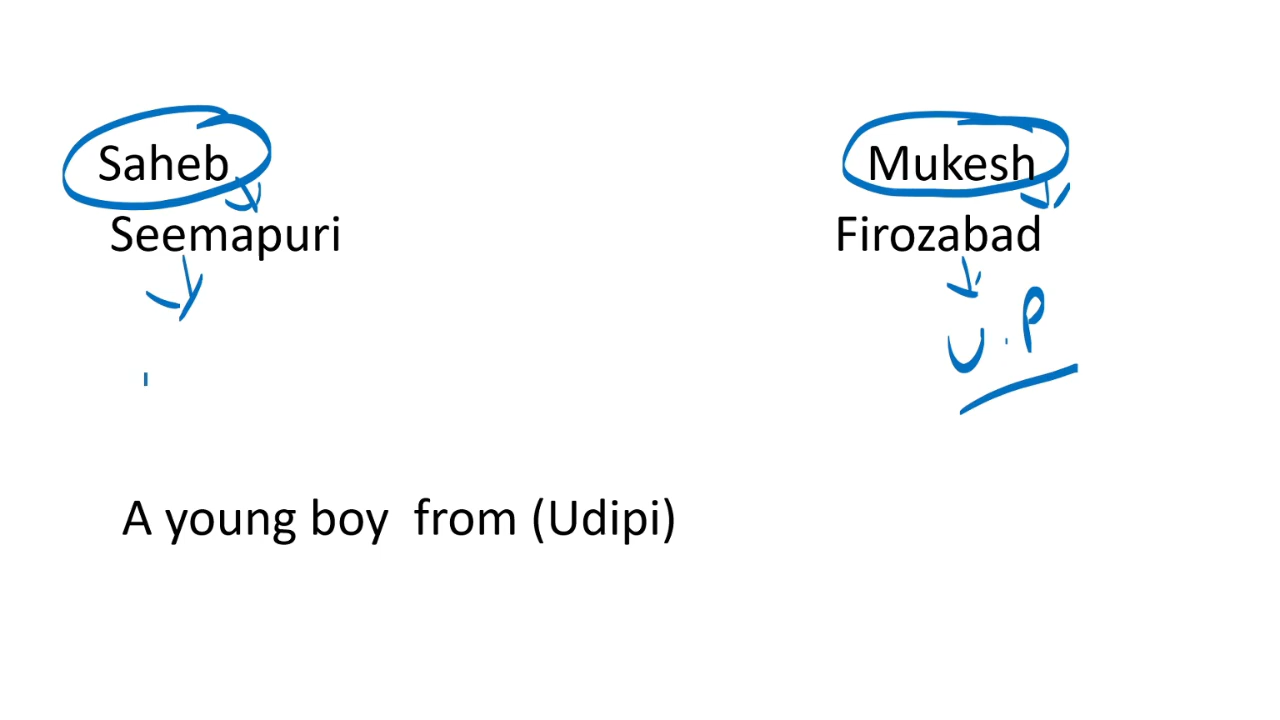 Saheb
Mukesh
Seemapuri
Firozabad
U.P
A young boy from (Udipi)